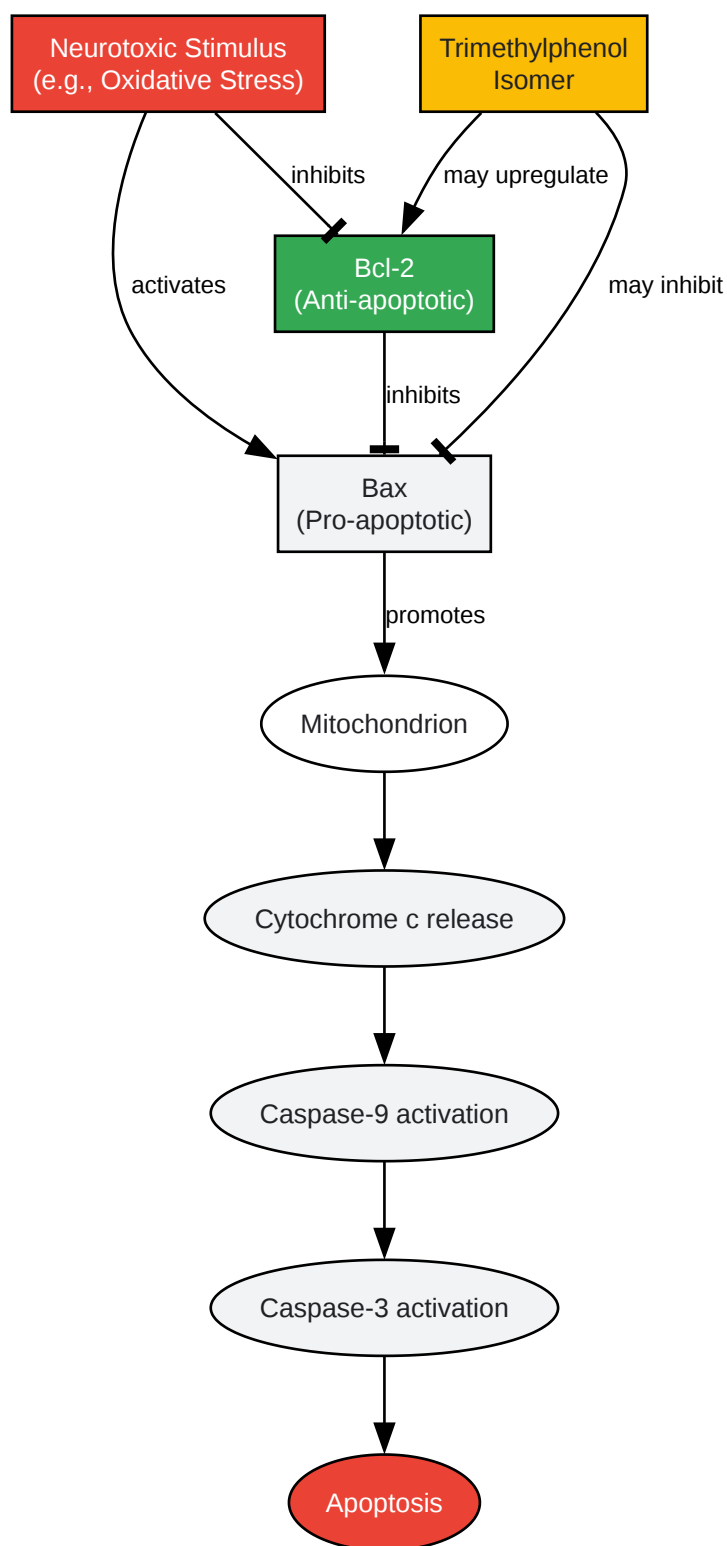 Neurotoxic Stimulus
(e.g., Oxidative Stress)
Trimethylphenol
Isomer
inhibits
may upregulate
activates
Bcl-2
(Anti-apoptotic)
may inhibit
inhibits
Bax
(Pro-apoptotic)
promotes
Mitochondrion
Cytochrome c release
Caspase-9 activation
Caspase-3 activation
Apoptosis